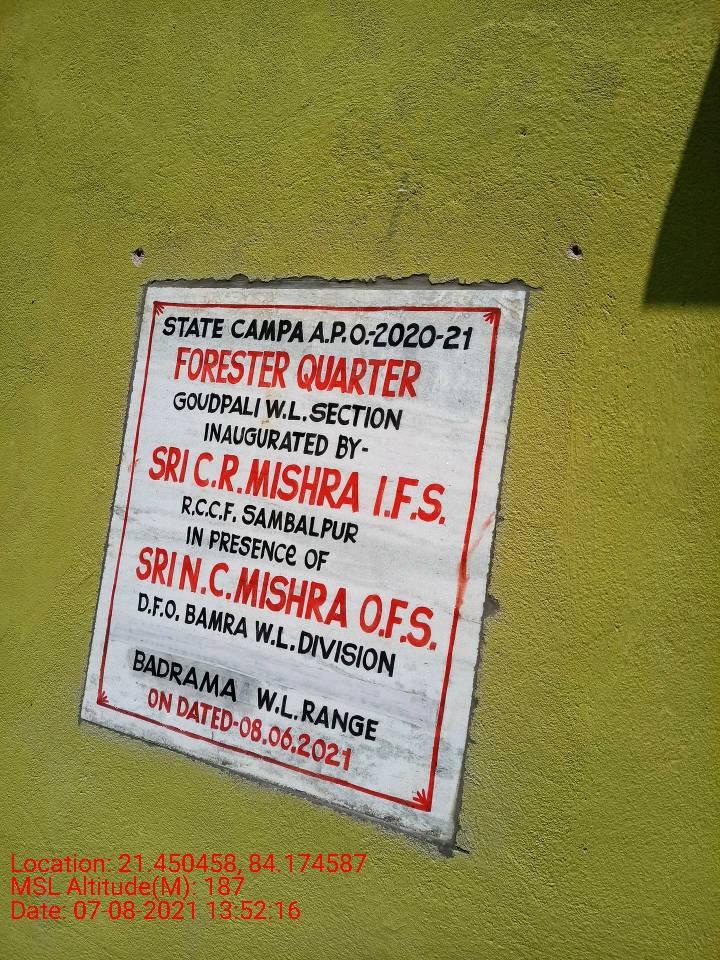 STATE CAMPA A.P.O.-2020-21
FORESTER QUARTER
GOUDPALI W.L. SECTION
INAUGURATED BY-
SRI C.R. MISHRA I.F.S.
R.C.C.F. SAMBALPUR
IN PRESENCe OF
SRI N.C. MISHRA O.F.S.
D.F.O. BAMRA W.L. DIVISION
BADRAMA W.L. RANGE
ON DATED-08.06.2021
Location: 21.450458, 84.174587
MSL Altitude(M): 187
Date: 07-08-2021 13:52:16